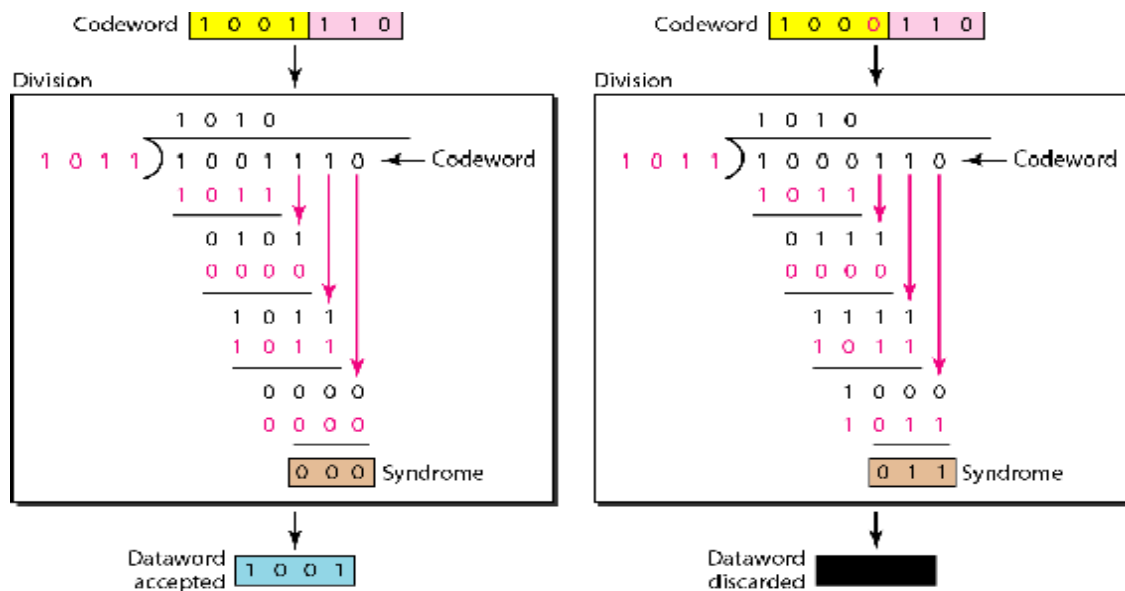 Codeword 1 0 0 1 1 1 0
Division
1 0 1 0
1 0 1 1 1 0 0 1 1 1 0 Codeword
1 0 1 1
0 1 0 1
0 0 0 0
1 0 1 1
1 0 1 1
0 0 0 0
0 0 0 0
0 0 0 Syndrome
Dataword
accepted 1 0 0 1
Codeword 1 0 0 0 1 1 0
Division
1 0 1 0
1 0 1 1 1 0 0 0 1 1 0 Codeword
1 0 1 1
0 1 1 1
0 0 0 0
1 1 1 1
1 0 1 1
1 0 0 0
1 0 1 1
0 1 1 Syndrome
Dataword
discarded